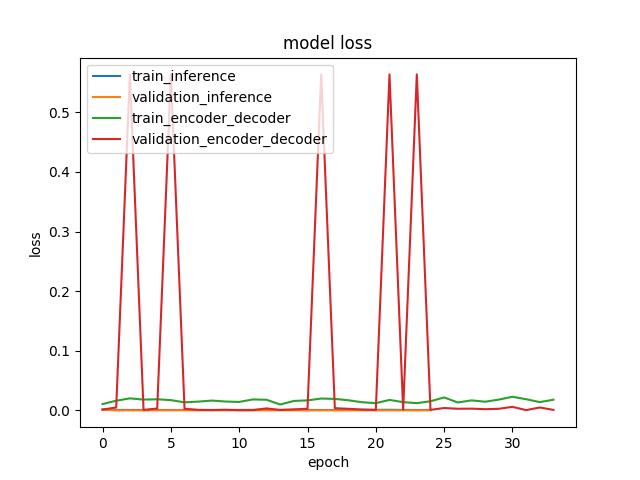 model loss
train_inference
validation_inference
train_encoder_decoder
validation_encoder_decoder
0.5
0.4
0.3
0.2
0.1
0.0
loss
0 5 10 15 20 25 30
epoch